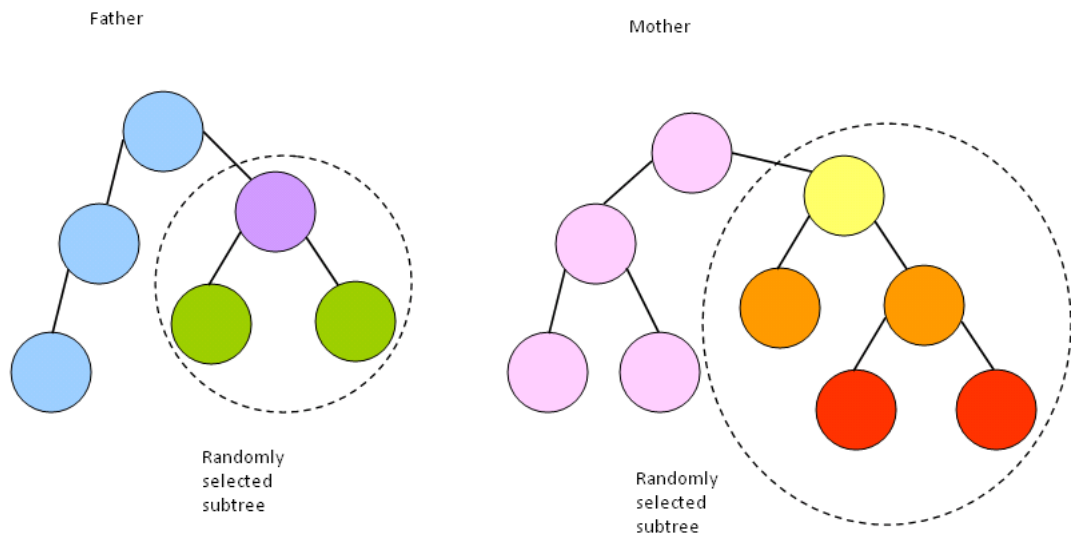 Father
Mother
Randomly
selected
subtree
Randomly
selected
subtree